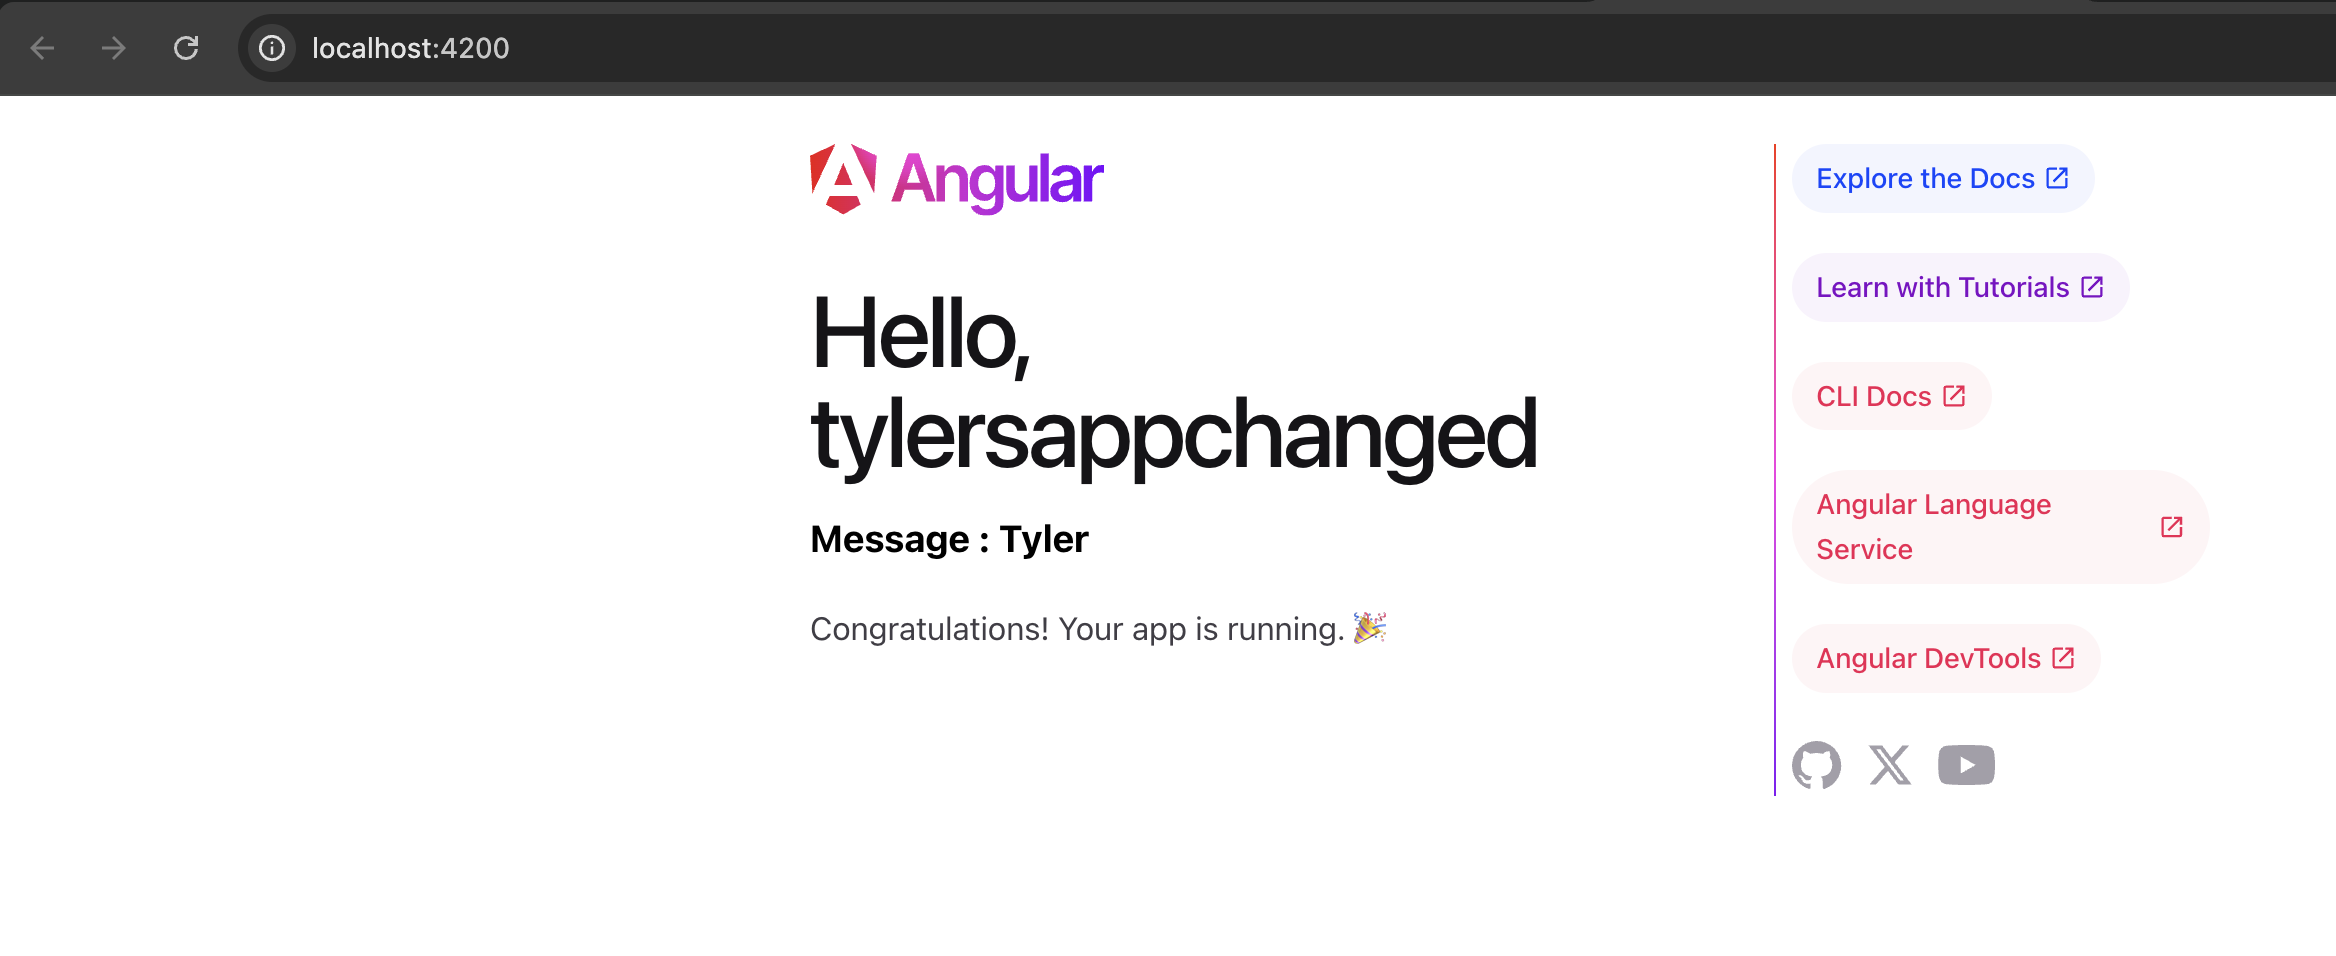 localhost:4200
Angular
Hello,
tylersappchanged
Message : Tyler
Congratulations! Your app is running. 🎉
Explore the Docs
Learn with Tutorials
CLI Docs
Angular Language
Service
Angular DevTools